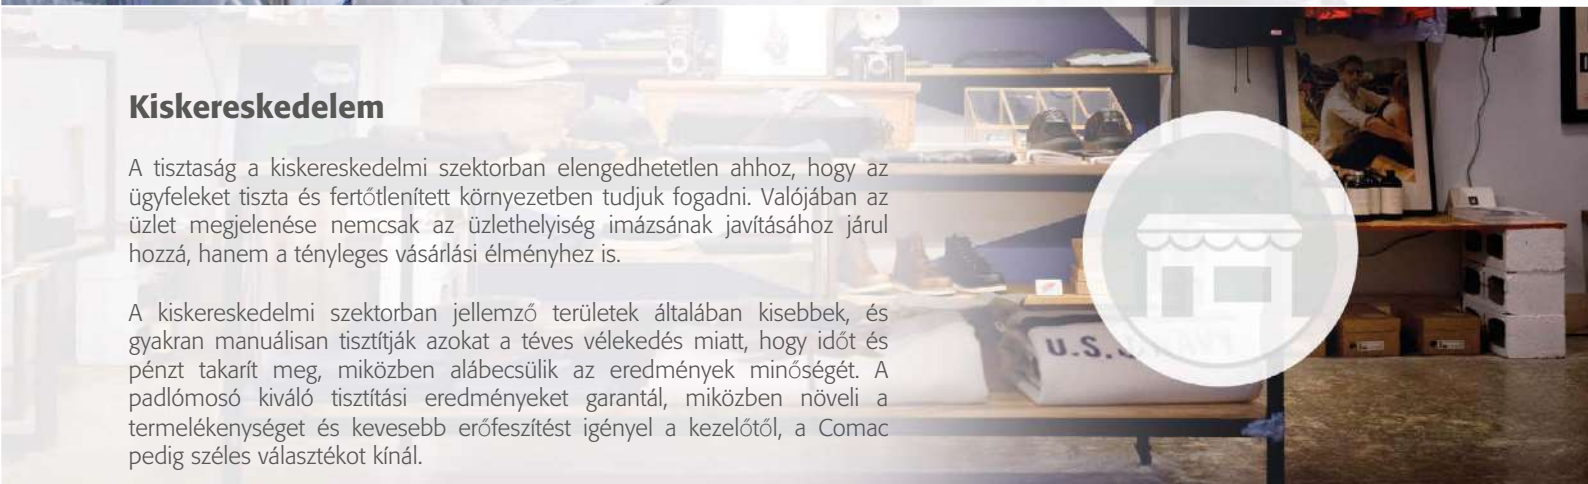 Kiskereskedelem
A tisztaság a kiskereskedelmi szektorban elengedhetetlen ahhoz, hogy az
ügyfeleket tiszta és fertőtlenített környezetben tudjuk fogadni. Valójában az
üzlet megjelenése nemcsak az üzlethelyiség imázsának javításához járul
hozzá, hanem a tényleges vásárlási élményhez is.
A kiskereskedelmi szektorban jellemző területek általában kisebbek, és
gyakran manuálisan tisztítják azokat a téves vélekedés miatt, hogy időt és
pénzt takarít meg, miközben alábecsülik az eredmények minőségét. A
padlómosó kiváló tisztítási eredményeket garantál, miközben növeli a
termelékenységet és kevesebb erőfeszítést igényel a kezelőtől, a Comac
pedig széles választékot kínál.
U.S.